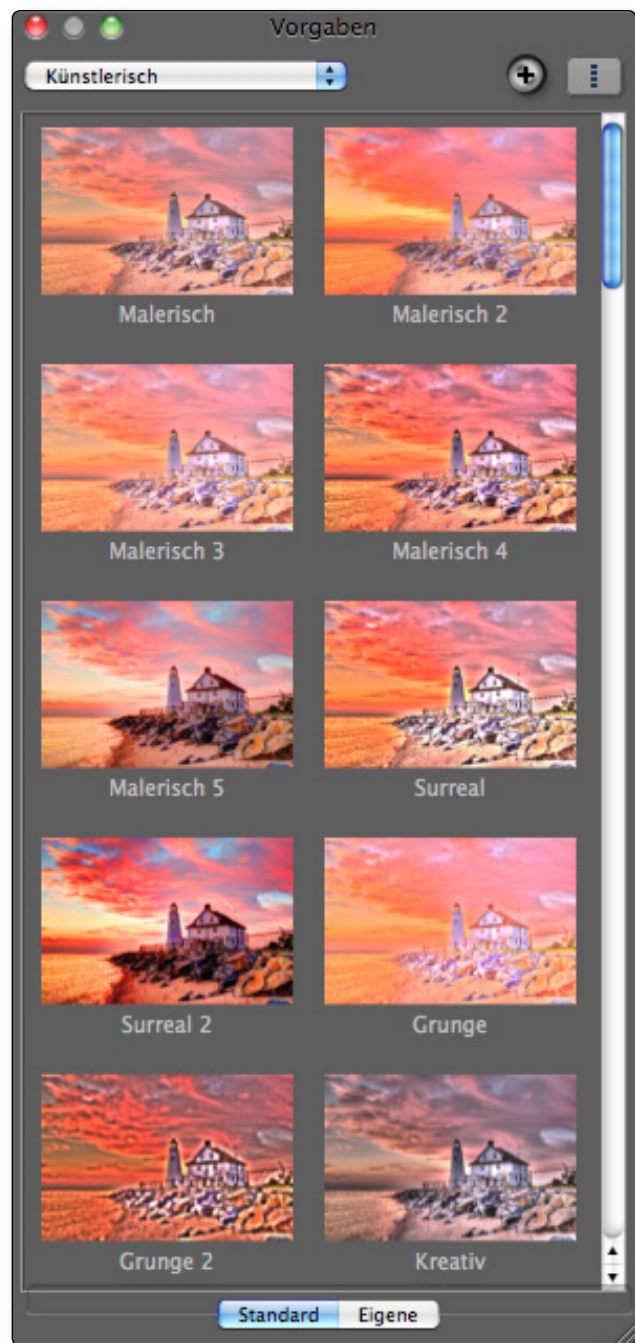 Vorgaben
Künstlerisch
Malerisch
Malerisch 2
Malerisch 3
Malerisch 4
Malerisch 5
Surreal
Surreal 2
Grunge
Grunge 2
Kreativ
Standard
Eigene